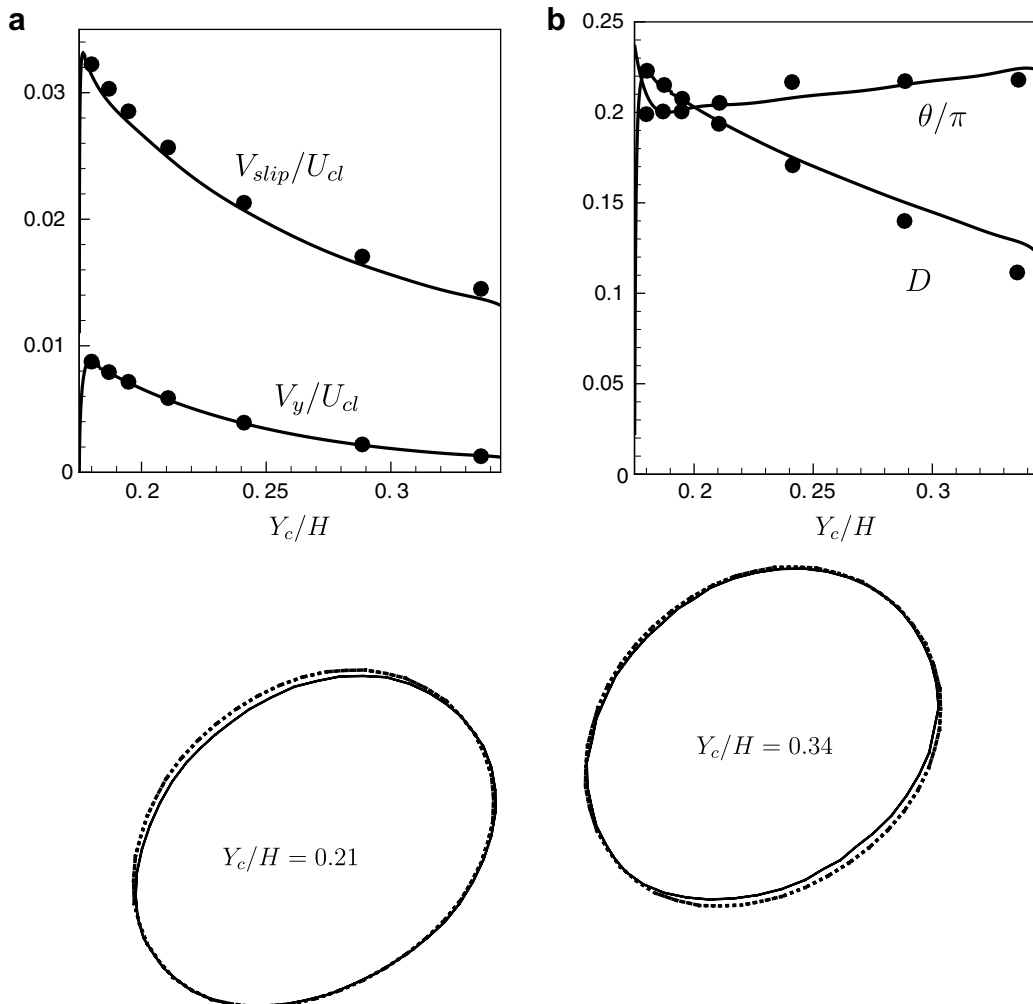 a
0.03
0.02
0.01
0
V_slip/U_cl
V_y/U_cl
0.2 0.25 0.3
Y_c/H
b
0.25
0.2
0.15
0.1
0.05
0
θ/π
D
0.2 0.25 0.3
Y_c/H
Y_c/H = 0.34
Y_c/H = 0.21